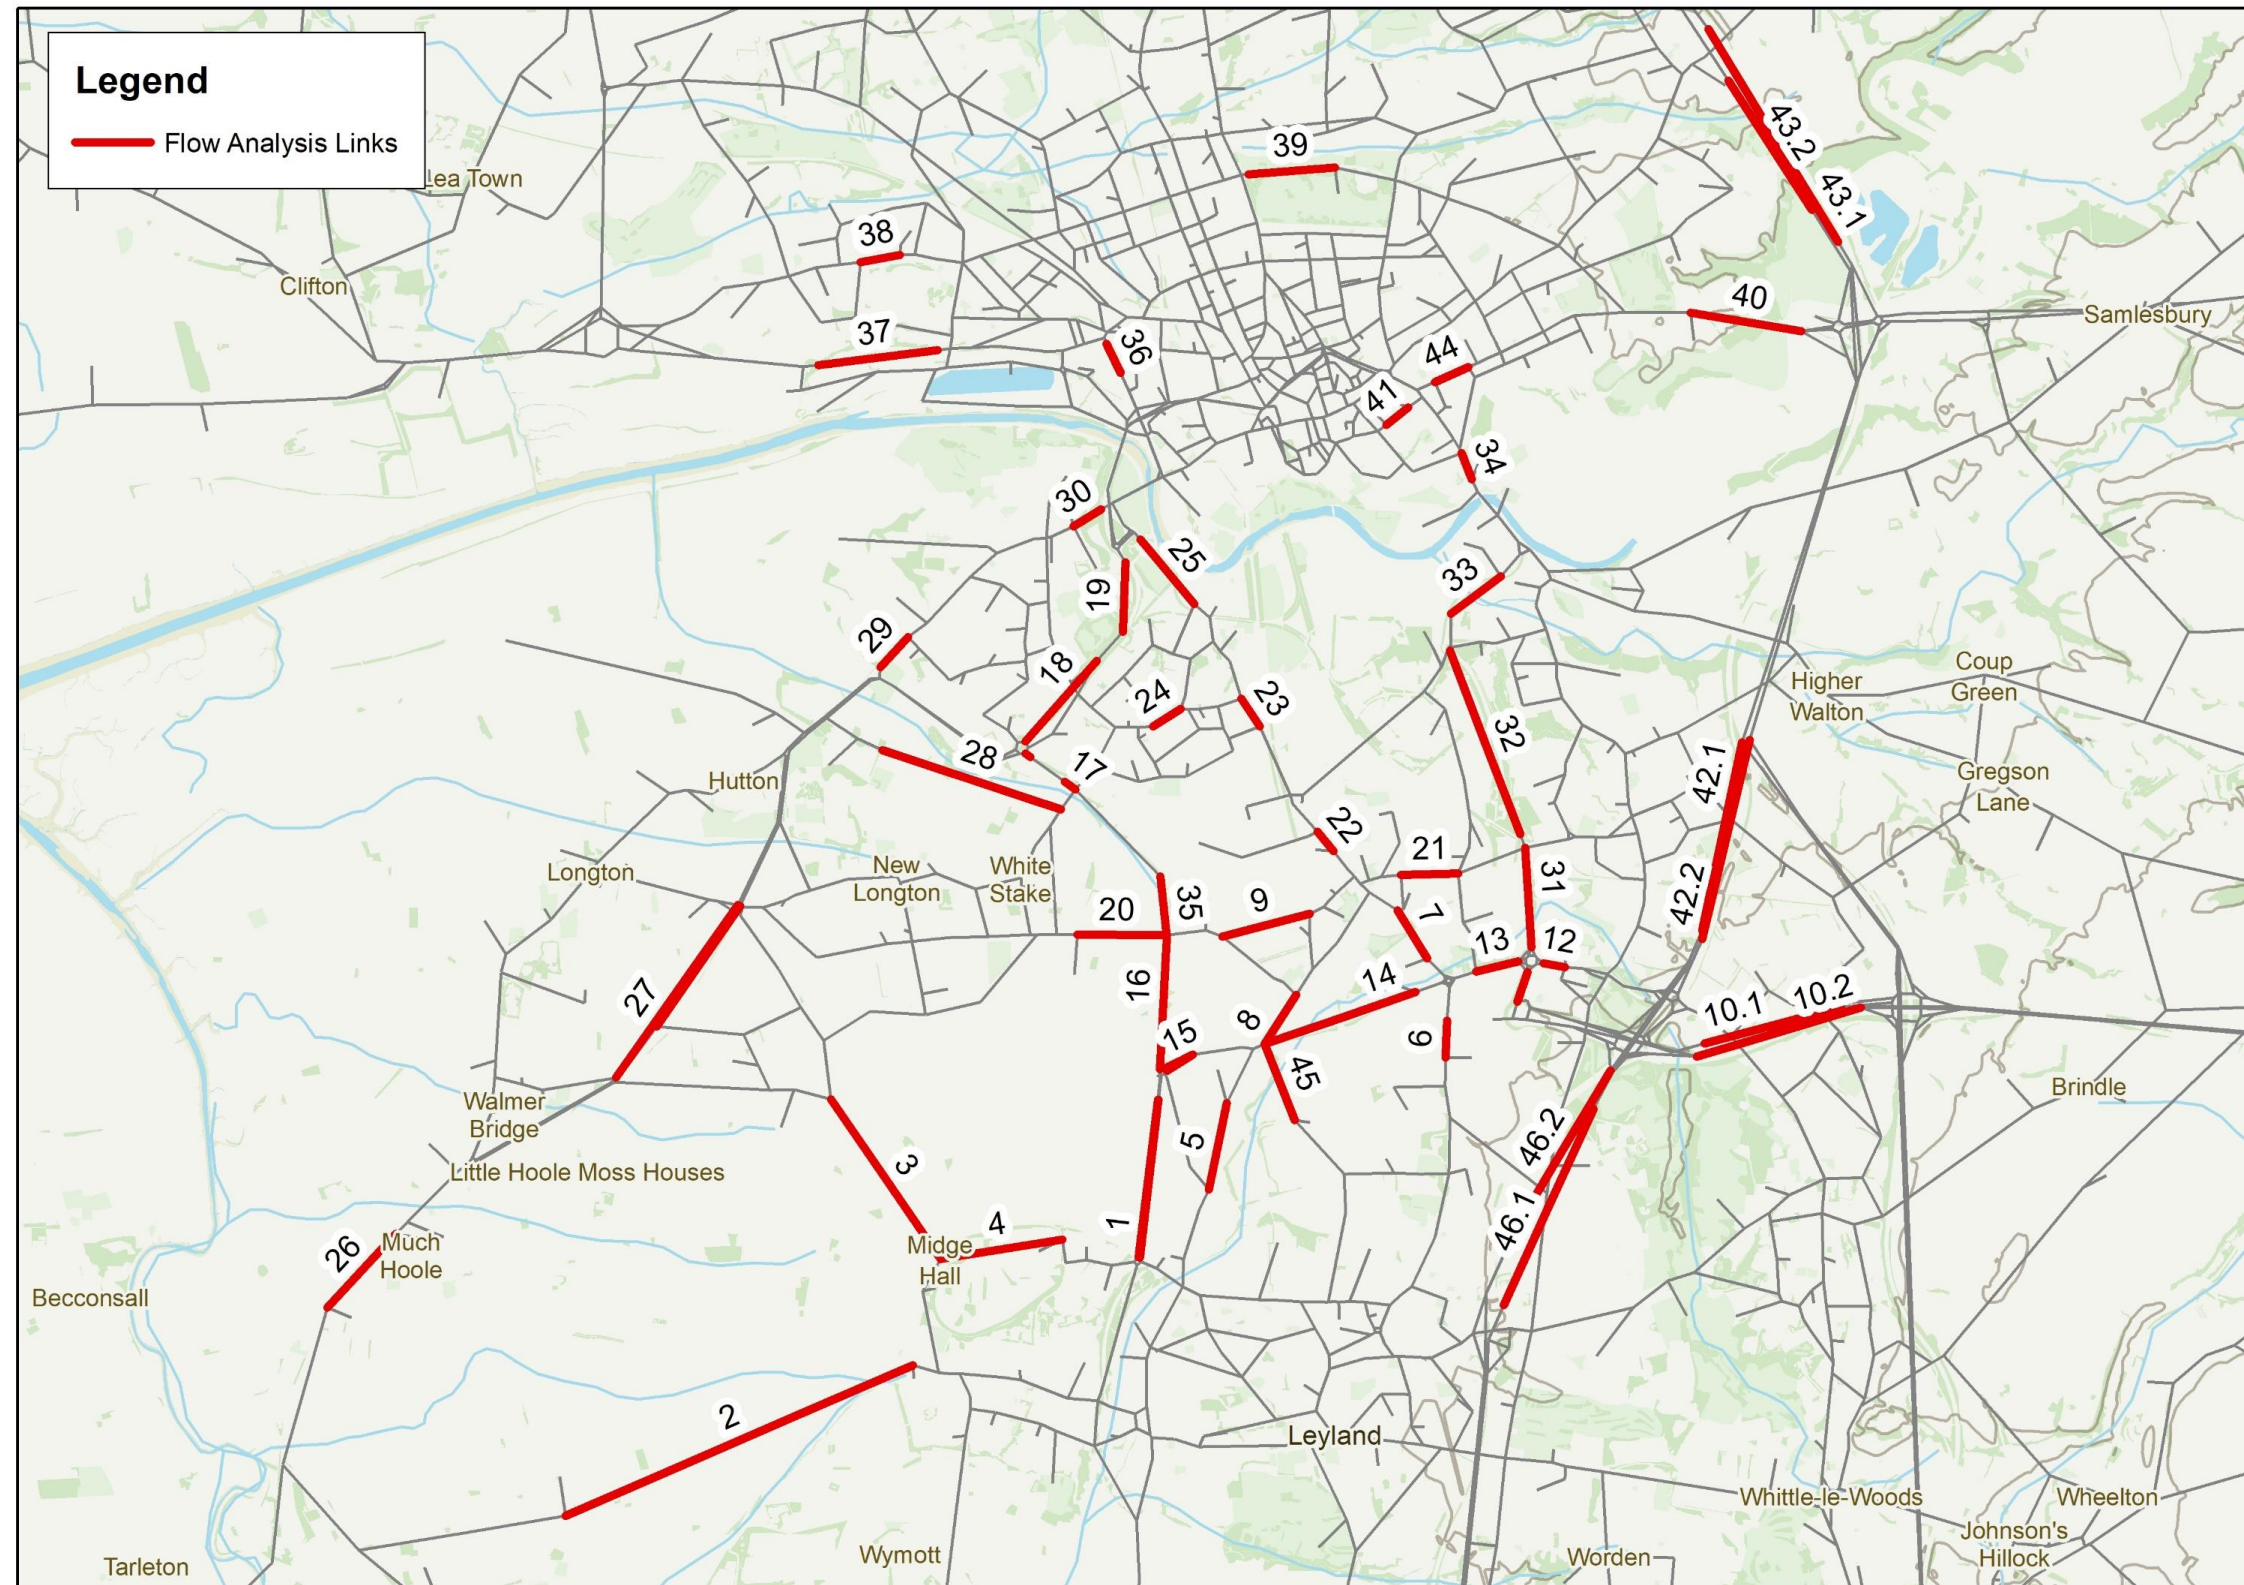 Legend
Flow Analysis Links
43.2
39
Lea Town
43.1
38
Clifton
40
Samlesbury
37
36
44
41
34
30
25
33
19
29
18
24
23
Coup
Green
Higher
Walton
32
28
17
42.1
Hutton
Gregson
Lane
22
21
31
Longton
New
Longton
White
Stake
42.2
20
35
9
7
13
12
27
16
14
10.1
10.2
15
8
6
45
Walmer
Bridge
Brindle
3
5
46.2
Little Hoole Moss Houses
46.1
26
Much
Hoole
4
1
Midge
Hall
Becconsall
2
Leyland
Whittle-le-Woods
Wheelton
Johnson's
Hillock
Tarleton
Wymott
Worden